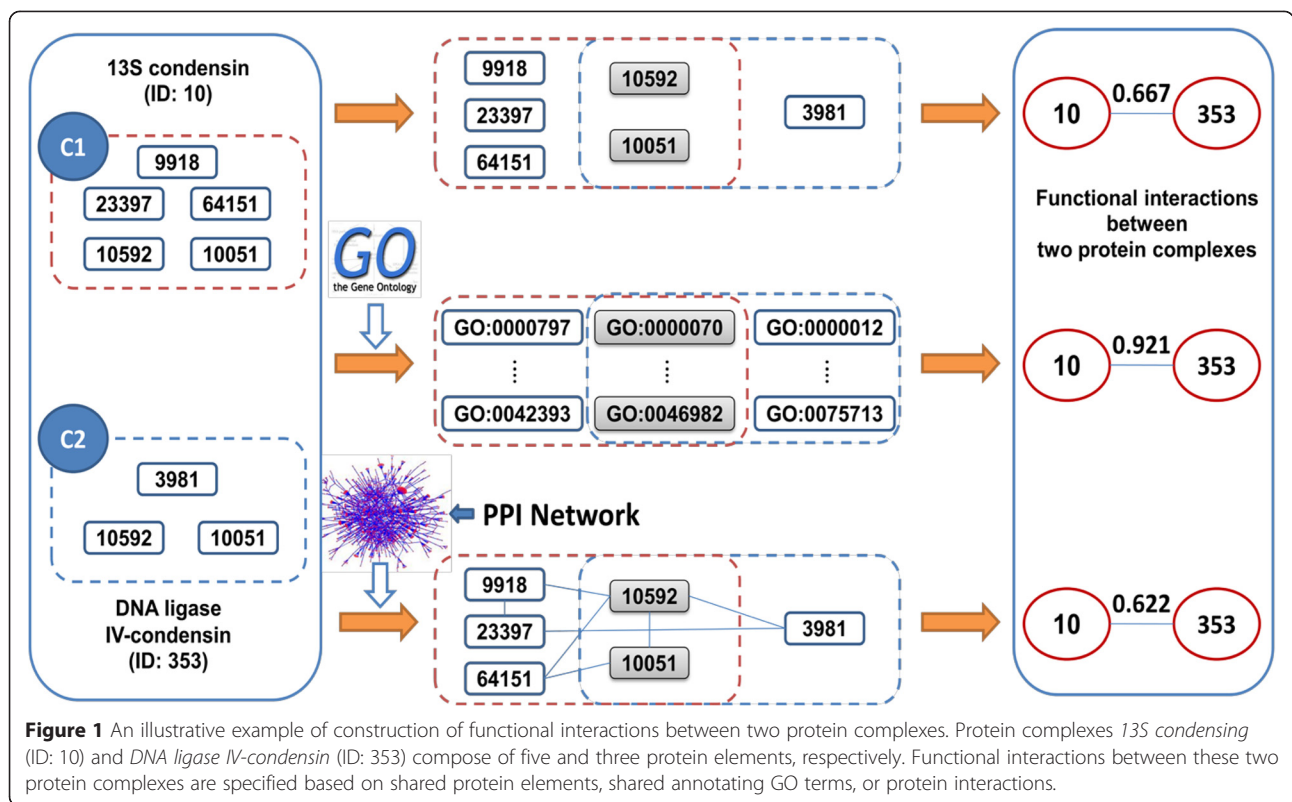 13S condensin
(ID: 10)
C1
9918
23397 64151
10592 10051
C2
3981
10592 10051
DNA ligase
IV-condensin
(ID: 353)
9918
23397
64151
10592
10051
3981
GO
the Gene Ontology
GO:0000797 GO:0000070 GO:0000012
⋮ ⋮ ⋮
GO:0042393 GO:0046982 GO:0075713
PPI Network
9918
23397
64151
10592
10051
3981
10 0.667 353
Functional interactions
between
two protein complexes
10 0.921 353
10 0.622 353
Figure 1 An illustrative example of construction of functional interactions between two protein complexes. Protein complexes 13S condensing
(ID: 10) and DNA ligase IV-condensin (ID: 353) compose of five and three protein elements, respectively. Functional interactions between these two
protein complexes are specified based on shared protein elements, shared annotating GO terms, or protein interactions.